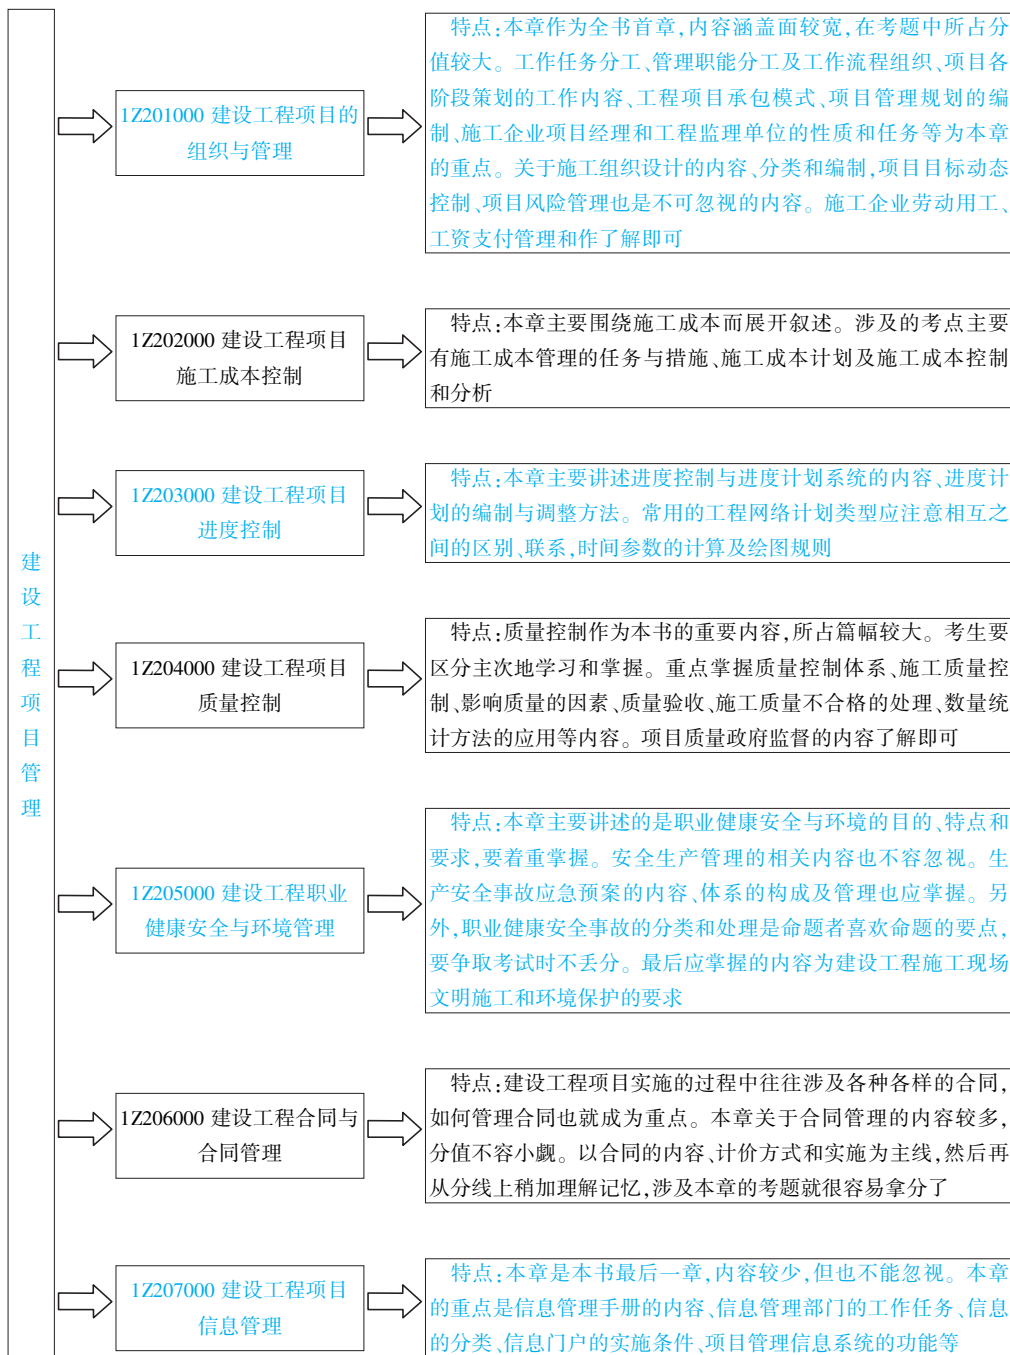 建设工程项目管理
1Z201000 建设工程项目的
组织与管理
特点:本章作为全书首章,内容涵盖面较宽,在考题中所占分
值较大。工作任务分工、管理职能分工及工作流程组织、项目各
阶段策划的工作内容、工程项目承包模式、项目管理规划的编
制、施工企业项目经理和工程监理单位的性质和任务等为本章
的重点。关于施工组织设计的内容、分类和编制,项目目标动态
控制、项目风险管理也是不可忽视的内容。施工企业劳动用工、
工资支付管理和作了解即可
1Z202000 建设工程项目
施工成本控制
特点:本章主要围绕施工成本而展开叙述。涉及的考点主要
有施工成本管理的任务与措施、施工成本计划及施工成本控制
和分析
1Z203000 建设工程项目
进度控制
特点:本章主要讲述进度控制与进度计划系统的内容、进度计
划的编制与调整方法。常用的工程网络计划类型应注意相互之
间的区别、联系,时间参数的计算及绘图规则
1Z204000 建设工程项目
质量控制
特点:质量控制作为本书的重要内容,所占篇幅较大。考生要
区分主次地学习和掌握。重点掌握质量控制体系、施工质量控
制、影响质量的因素、质量验收、施工质量不合格的处理、数量统
计方法的应用等内容。项目质量政府监督的内容了解即可
1Z205000 建设工程职业
健康安全与环境管理
特点:本章主要讲述的是职业健康安全与环境的目的、特点和
要求,要着重掌握。安全生产管理的相关内容也不容忽视。生
产安全事故应急预案的内容、体系的构成及管理也应掌握。另
外,职业健康安全事故的分类和处理是命题者喜欢命题的要点,
要争取考试时不丢分。最后应掌握的内容为建设工程施工现场
文明施工和环境保护的要求
1Z206000 建设工程合同与
合同管理
特点:建设工程项目实施的过程中往往涉及各种各样的合同,
如何管理合同也就成为重点。本章关于合同管理的内容较多,
分值不容小觑。以合同的内容、计价方式和实施为主线,然后再
从分线上稍加理解记忆,涉及本章的考题就很容易拿分了
1Z207000 建设工程项目
信息管理
特点:本章是本书最后一章,内容较少,但也不能忽视。本章
的重点是信息管理手册的内容、信息管理部门的工作任务、信息
的分类、信息门户的实施条件、项目管理信息系统的功能等